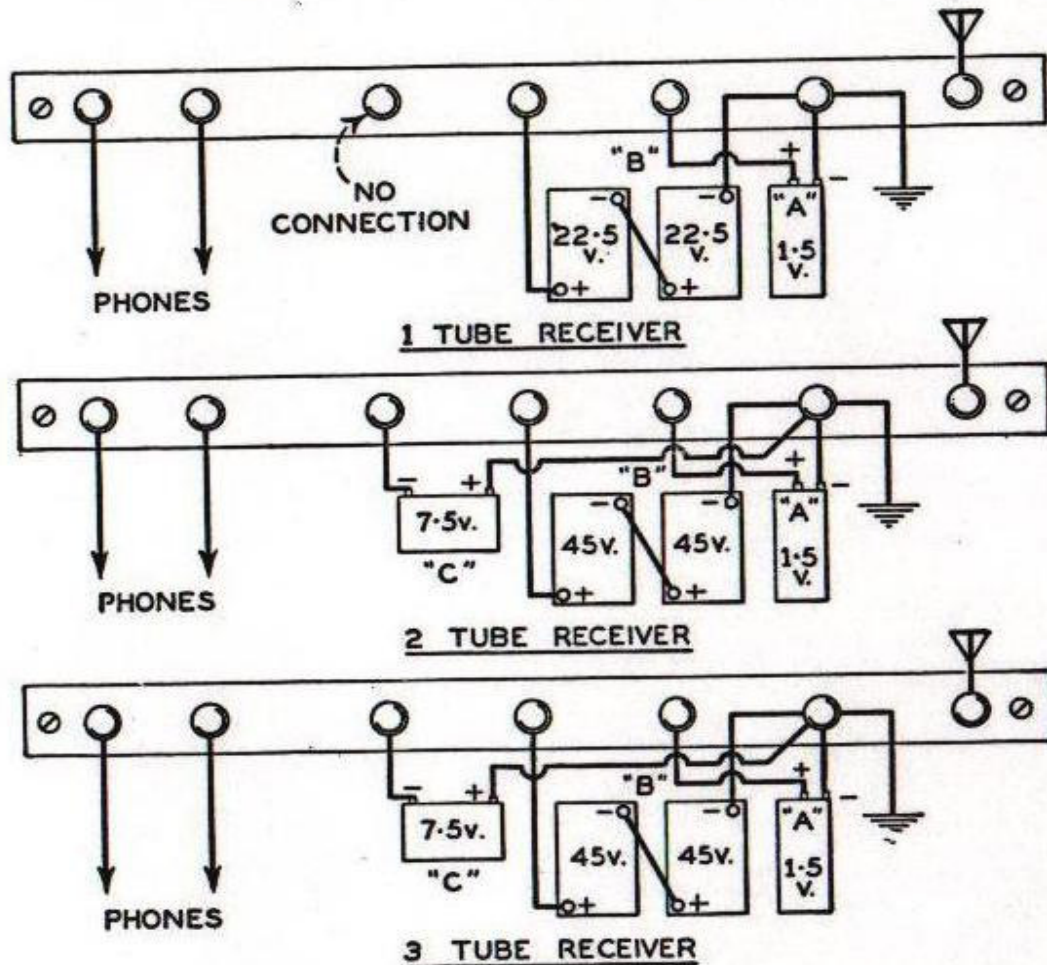 "B"
+
-
NO
CONNECTION
-
22.5
v.
+
-
22.5
v.
+
"A"
1.5
v.
PHONES
1 TUBE RECEIVER
-
+
7.5v.
"C"
"B"
+
-
-
45v.
+
-
45v.
+
"A"
1.5
v.
PHONES
2 TUBE RECEIVER
-
+
7.5v.
"C"
"B"
+
-
-
45v.
+
-
45v.
+
"A"
1.5
v.
PHONES
3 TUBE RECEIVER